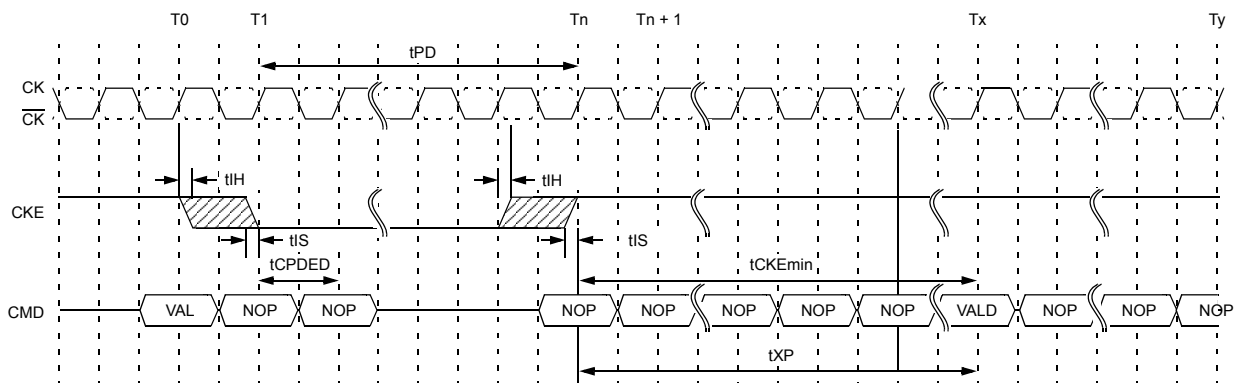 T0 T1 Tn Tn + 1 Tx Ty
tPD
CK
CK
tIH tIH
CKE
tIS tIS
tCPDED tCKEmin
CMD VAL NOP NOP NOP NOP NOP NOP NOP VALD NOP NOP NOP
tXP